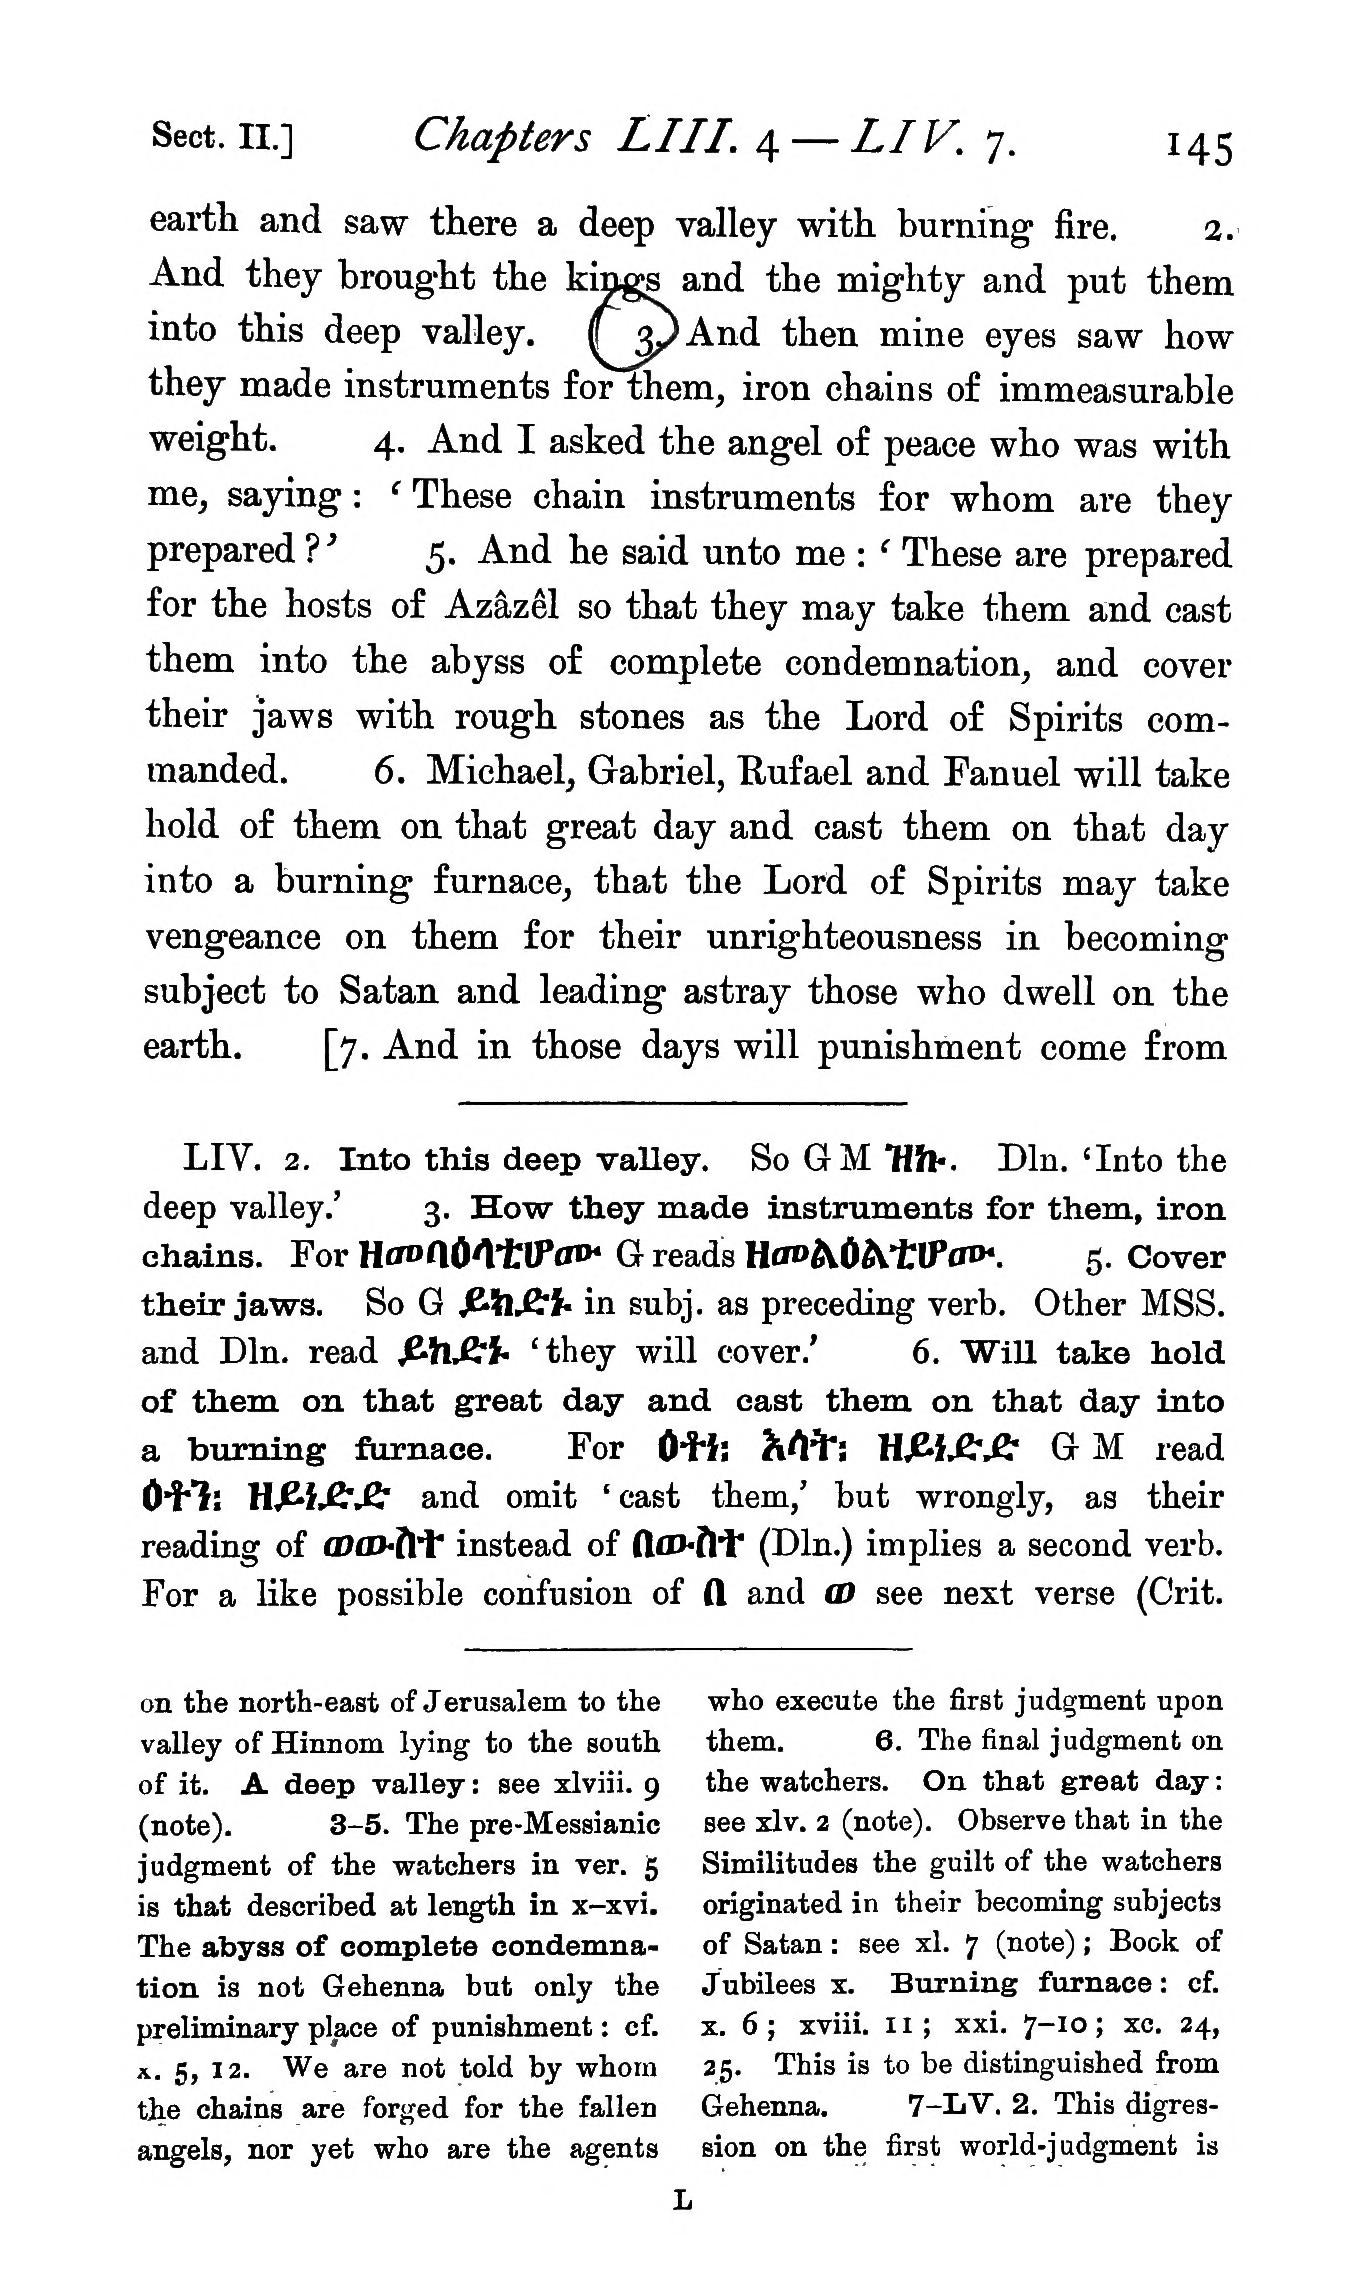 Sect. II.] Chapters LIII. 4 — LIV. 7. 145
earth and saw there a deep valley with burning fire. 2.
And they brought the kings and the mighty and put them
into this deep valley. 3. And then mine eyes saw how
they made instruments for them, iron chains of immeasurable
weight. 4. And I asked the angel of peace who was with
me, saying: ‘These chain instruments for whom are they
prepared?’ 5. And he said unto me: ‘These are prepared
for the hosts of Azâzêl so that they may take them and cast
them into the abyss of complete condemnation, and cover
their jaws with rough stones as the Lord of Spirits com-
manded. 6. Michael, Gabriel, Rufael and Fanuel will take
hold of them on that great day and cast them on that day
into a burning furnace, that the Lord of Spirits may take
vengeance on them for their unrighteousness in becoming
subject to Satan and leading astray those who dwell on the
earth. [7. And in those days will punishment come from
LIV. 2. Into this deep valley. So G M ዝኩ. Dln. ‘Into the
deep valley.’ 3. How they made instruments for them, iron
chains. For G reads 5. Cover
their jaws. So G ይክድኑ in subj. as preceding verb. Other MSS.
and Dln. read ይከድኑ ‘they will cover.’ 6. Will take hold
of them on that great day and cast them on that day into
a burning furnace. For ዕቶነ፡ እሳት፡ ዘይነድድ G M read
ዕቶን፡ ዘይነድድ and omit ‘cast them,’ but wrongly, as their
reading of ወውስተ instead of በውስተ (Dln.) implies a second verb.
For a like possible confusion of በ and ወ see next verse (Crit.
on the north-east of Jerusalem to the
valley of Hinnom lying to the south
of it. A deep valley: see xlviii. 9
(note). 3–5. The pre-Messianic
judgment of the watchers in ver. 5
is that described at length in x–xvi.
The abyss of complete condemna-
tion is not Gehenna but only the
preliminary place of punishment: cf.
x. 5, 12. We are not told by whom
the chains are forged for the fallen
angels, nor yet who are the agents
who execute the first judgment upon
them. 6. The final judgment on
the watchers. On that great day:
see xlv. 2 (note). Observe that in the
Similitudes the guilt of the watchers
originated in their becoming subjects
of Satan: see xl. 7 (note); Book of
Jubilees x. Burning furnace: cf.
x. 6; xviii. 11; xxi. 7–10; xc. 24,
25. This is to be distinguished from
Gehenna. 7–LV. 2. This digres-
sion on the first world-judgment is
L